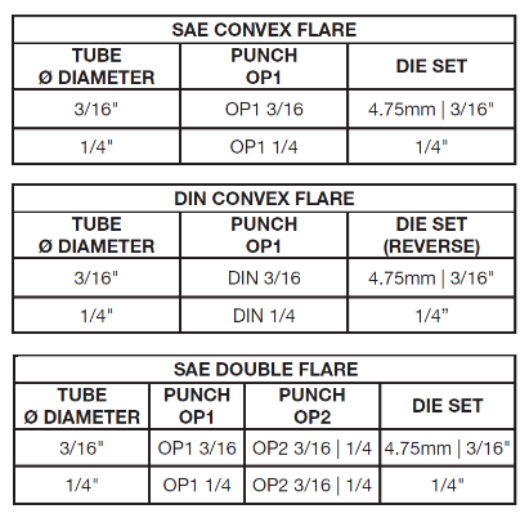 SAE CONVEX FLARE
TUBE Ø DIAMETER | PUNCH OP1 | DIE SET
3/16" | OP1 3/16 | 4.75mm | 3/16"
1/4" | OP1 1/4 | 1/4"
DIN CONVEX FLARE
TUBE Ø DIAMETER | PUNCH OP1 | DIE SET (REVERSE)
3/16" | DIN 3/16 | 4.75mm | 3/16"
1/4" | DIN 1/4 | 1/4”
SAE DOUBLE FLARE
TUBE Ø DIAMETER | PUNCH OP1 | PUNCH OP2 | DIE SET
3/16" | OP1 3/16 | OP2 3/16 | 1/4 | 4.75mm | 3/16"
1/4" | OP1 1/4 | OP2 3/16 | 1/4 | 1/4"